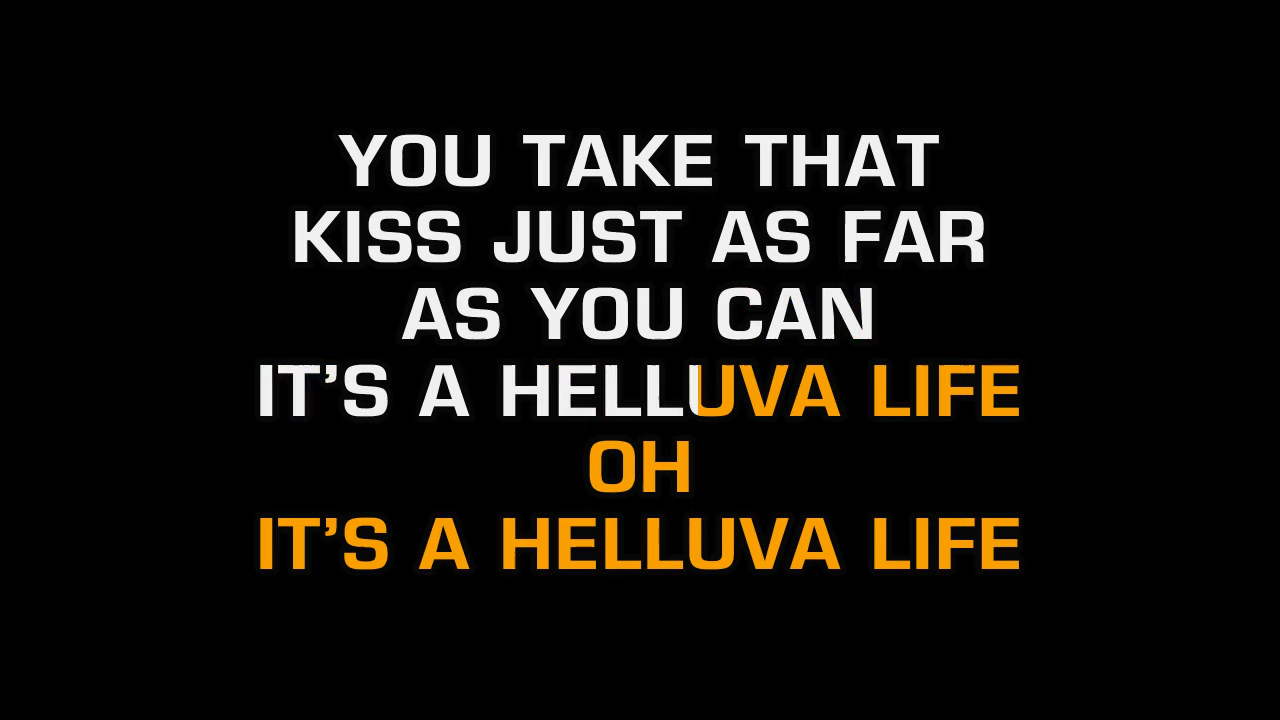 YOU TAKE THAT
KISS JUST AS FAR
AS YOU CAN
IT’S A HELLUVA LIFE
OH
IT’S A HELLUVA LIFE